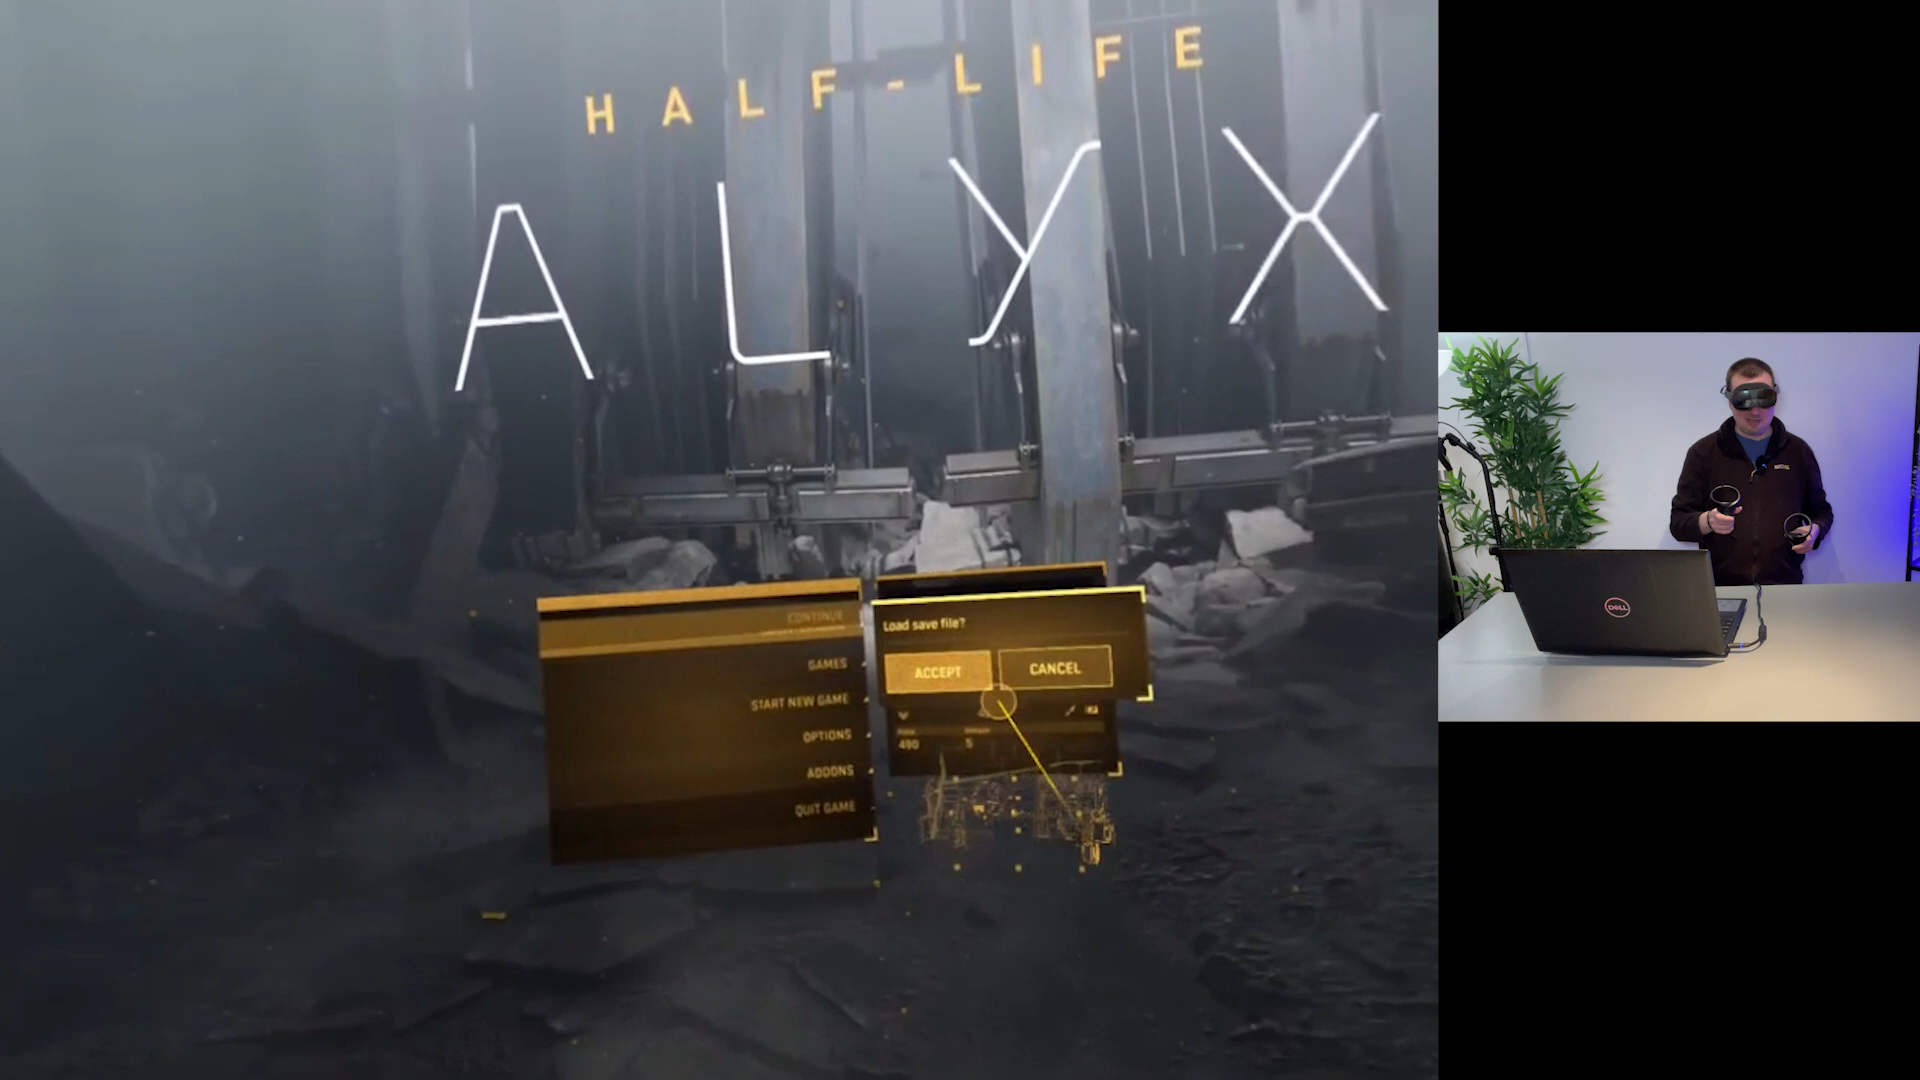 HALF-LIFE
ALYX
CONTINUE
GAMES
START NEW GAME
OPTIONS
ADDONS
QUIT GAME
Load save file?
ACCEPT
CANCEL
490
5
DELL